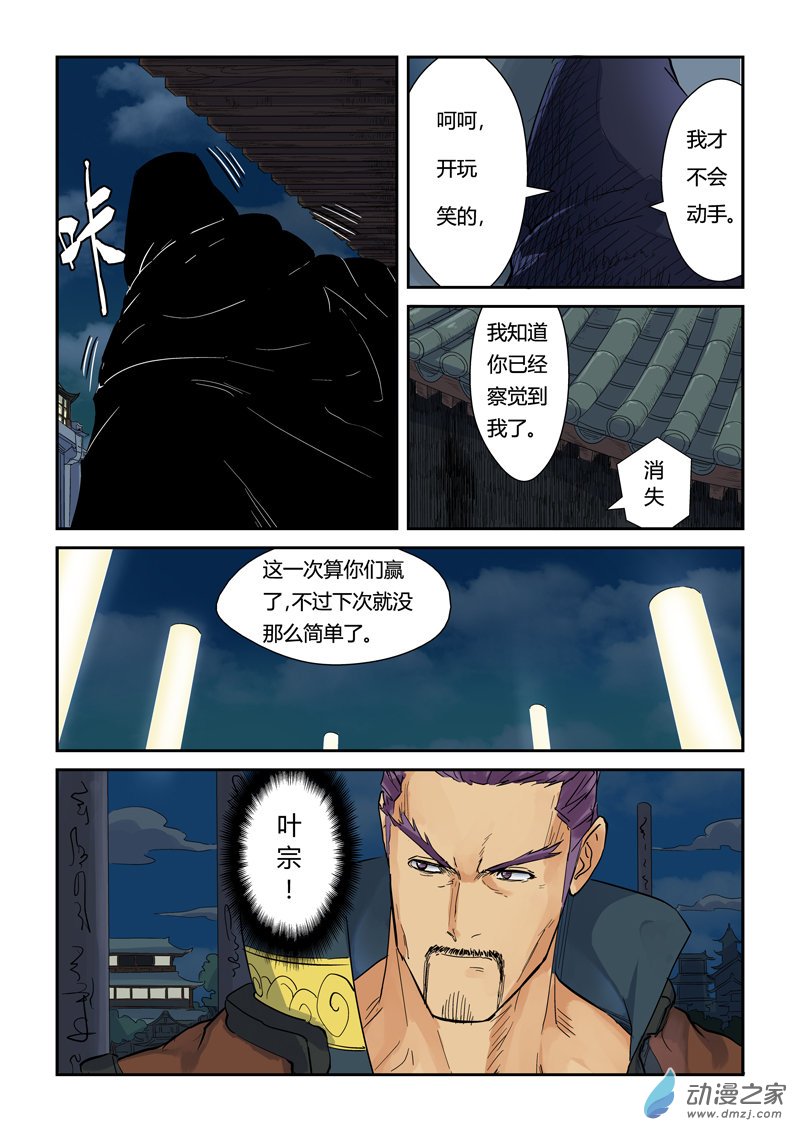 咔
呵呵，
开玩
笑的，
我才
不会
动手。
我知道
你已经
察觉到
我了。
消
失
这一次算你们赢
了，不过下次就没
那么简单了。
叶
宗
！
动漫之家
www.dmzj.com